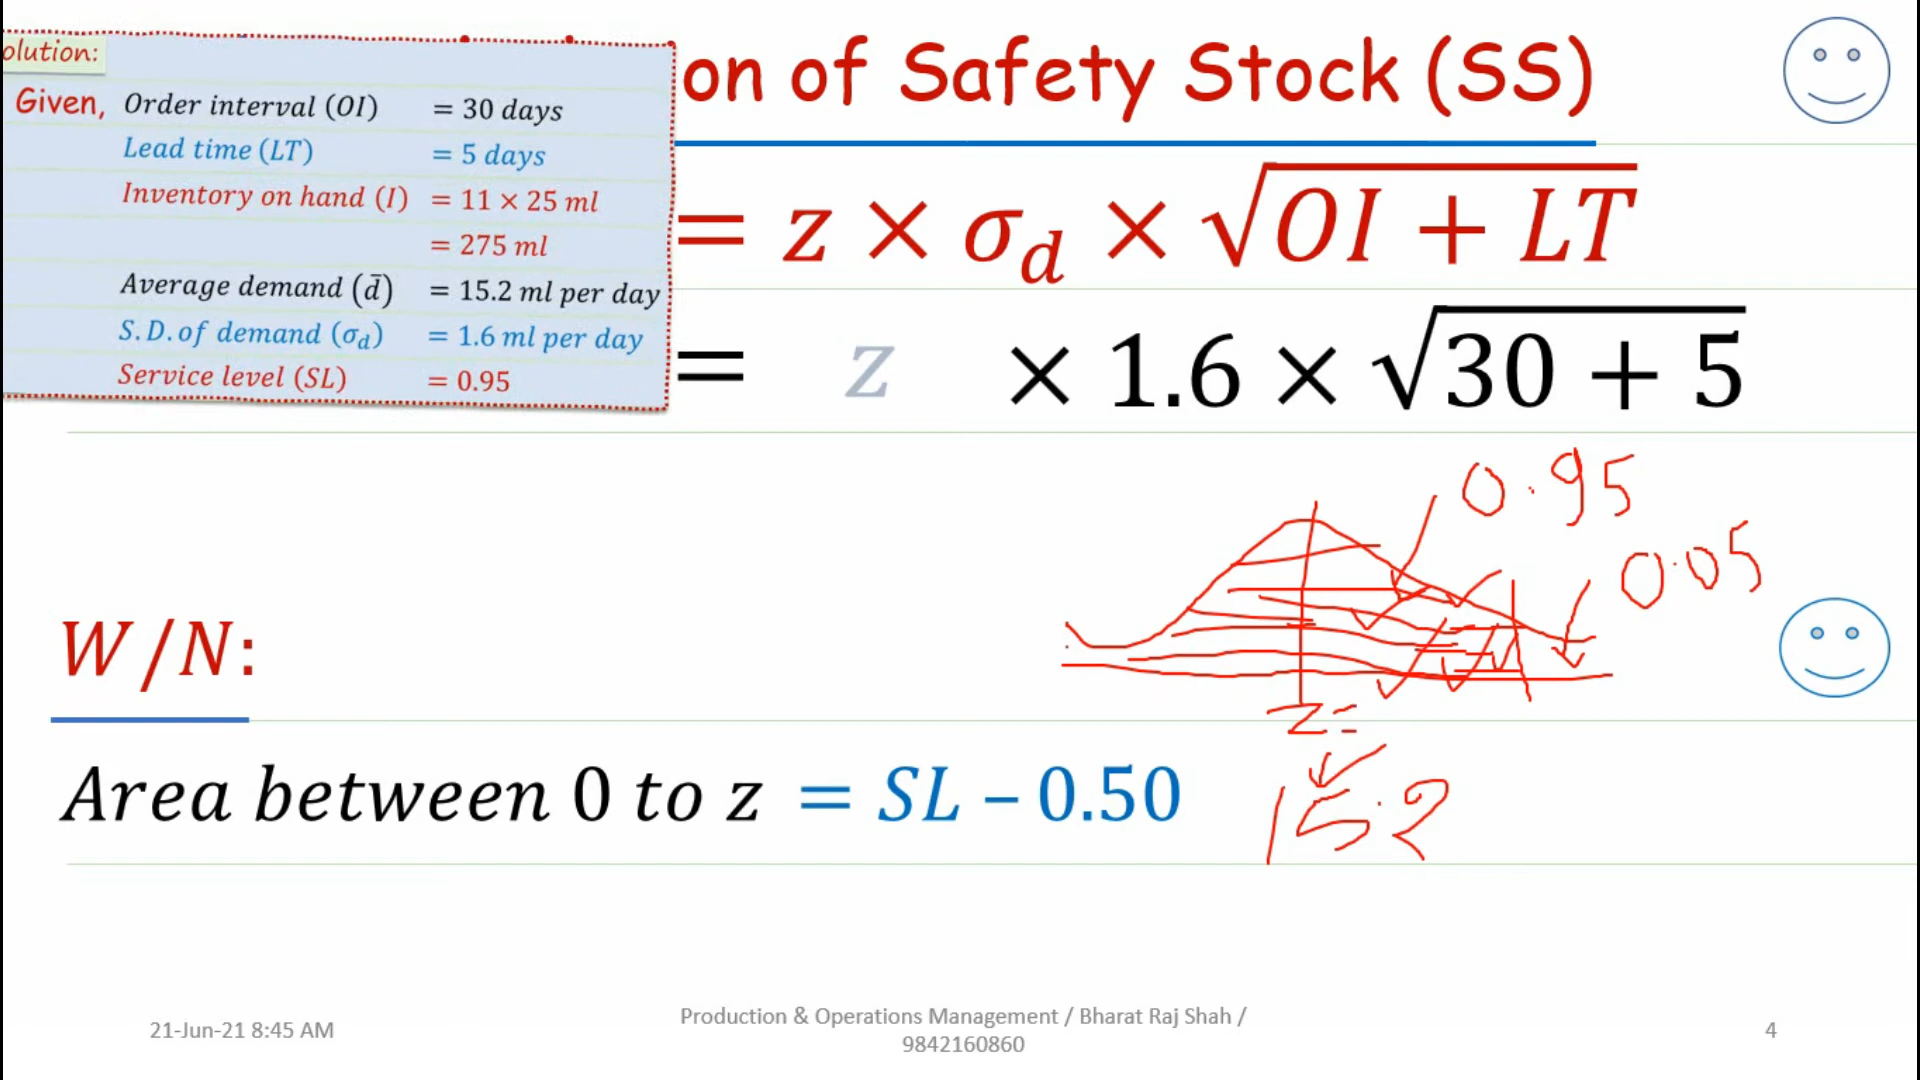 on of Safety Stock (SS)
olution:
Given, Order interval (OI) = 30 days
Lead time (LT) = 5 days
Inventory on hand (I) = 11 × 25 ml
= 275 ml
Average demand (d̄) = 15.2 ml per day
S.D. of demand (σd) = 1.6 ml per day
Service level (SL) = 0.95
= z × σd × √OI + LT
= z × 1.6 × √30 + 5
0.95
0.05
W/N:
z=
Area between 0 to z = SL – 0.50
15.2
21-Jun-21 8:45 AM
Production & Operations Management / Bharat Raj Shah /
9842160860
4